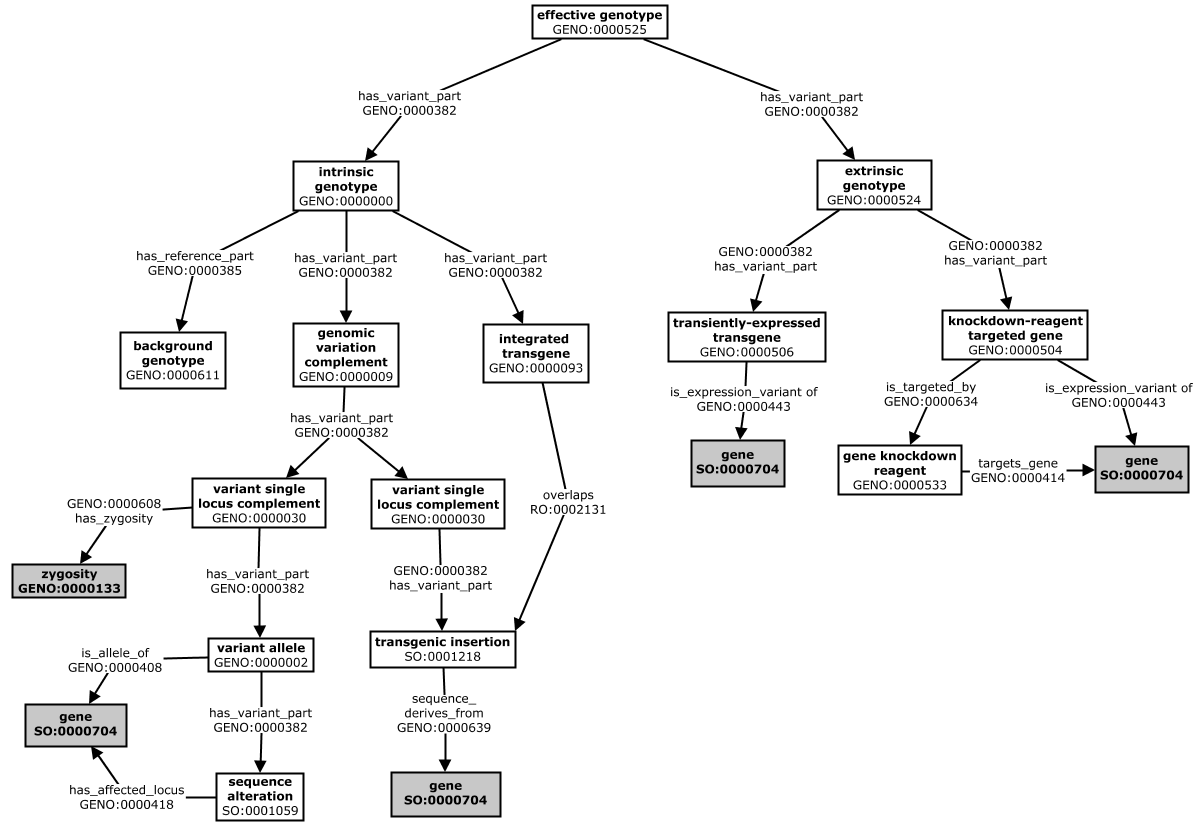 effective genotype
GENO:0000525
has_variant_part
GENO:0000382
has_variant_part
GENO:0000382
intrinsic
genotype
GENO:0000000
extrinsic
genotype
GENO:0000524
has_reference_part
GENO:0000385
has_variant_part
GENO:0000382
has_variant_part
GENO:0000382
GENO:0000382
has_variant_part
GENO:0000382
has_variant_part
background
genotype
GENO:0000611
genomic
variation
complement
GENO:0000009
integrated
transgene
GENO:0000093
transiently-expressed
transgene
GENO:0000506
knockdown-reagent
targeted gene
GENO:0000504
has_variant_part
GENO:0000382
is_expression_variant of
GENO:0000443
is_targeted_by
GENO:0000634
is_expression_variant of
GENO:0000443
gene
SO:0000704
gene knockdown
reagent
GENO:0000533
targets_gene
GENO:0000414
gene
SO:0000704
GENO:0000608
has_zygosity
variant single
locus complement
GENO:0000030
variant single
locus complement
GENO:0000030
overlaps
RO:0002131
zygosity
GENO:0000133
has_variant_part
GENO:0000382
GENO:0000382
has_variant_part
is_allele_of
GENO:0000408
variant allele
GENO:0000002
transgenic insertion
SO:0001218
gene
SO:0000704
has_variant_part
GENO:0000382
sequence_
derives_from
GENO:0000639
has_affected_locus
GENO:0000418
sequence
alteration
SO:0001059
gene
SO:0000704